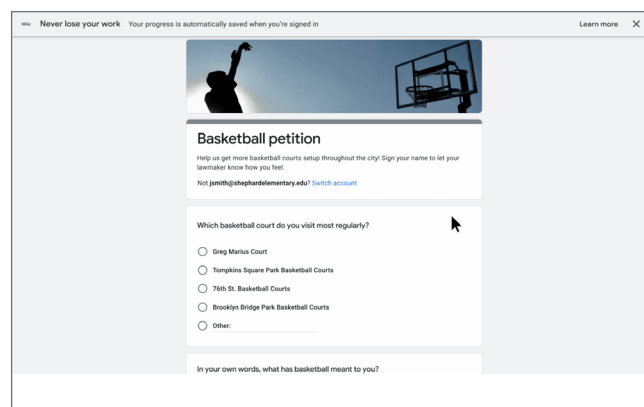 NEW Never lose your work Your progress is automatically saved when you're signed in Learn more
Basketball petition
Help us get more basketball courts setup throughout the city! Sign your name to let your
lawmaker know how you feel.
Not jsmith@shephardelementary.edu? Switch account
Which basketball court do you visit most regularly?
Greg Marius Court
Tompkins Square Park Basketball Courts
76th St. Basketball Courts
Brooklyn Bridge Park Basketball Courts
Other:
In your own words, what has basketball meant to you?